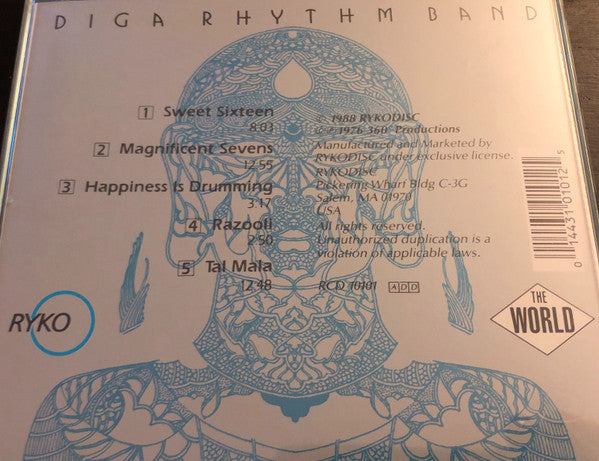 DIGA RHYTHM BAND
1 Sweet Sixteen
8:03
2 Magnificent Sevens
12:55
3 Happiness Is Drumming
3:17
4 Razooli
2:50
5 Tal Mala
12:48
℗ 1988 RYKODISC
© ℗ 1976 360° Productions
Manufactured and Marketed by
RYKODISC under exclusive license.
RYKODISC
Pickering Wharf Bldg C-3G
Salem, MA 01970
USA
All rights reserved.
Unauthorized duplication is a
violation of applicable laws.
RCD 10101 ADD
0 14431 01012 5
RYKO
THE
WORLD